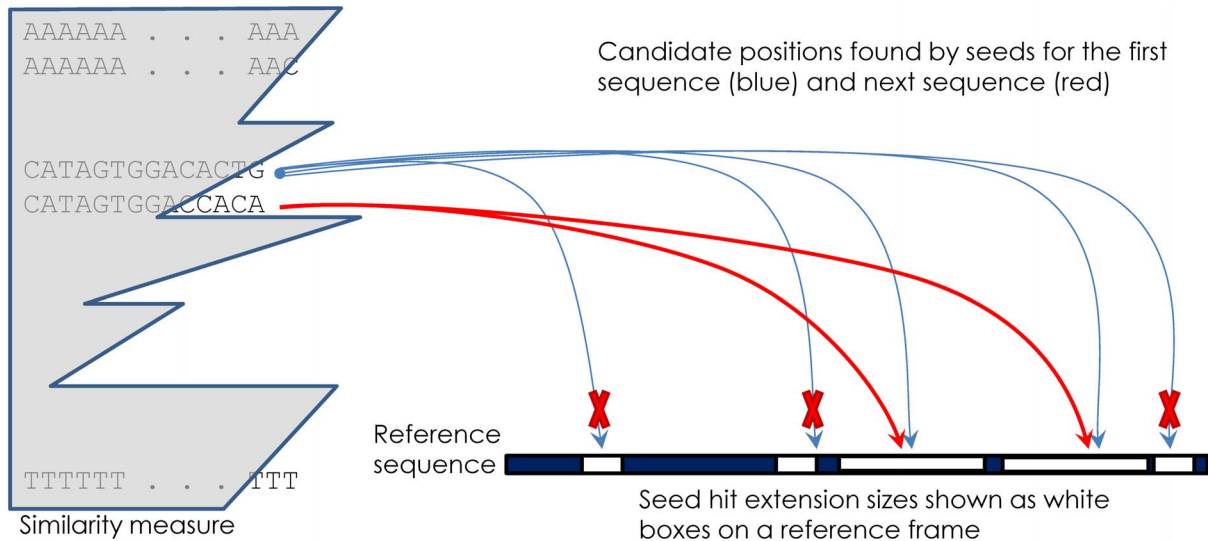 AAAAAA . . . AAA
AAAAAA . . . AAC
Candidate positions found by seeds for the first
sequence (blue) and next sequence (red)
CATAGTGGACACTG
CATAGTGGACCACA
Reference
sequence
TTTTTT . . . TTT
Similarity measure
Seed hit extension sizes shown as white
boxes on a reference frame